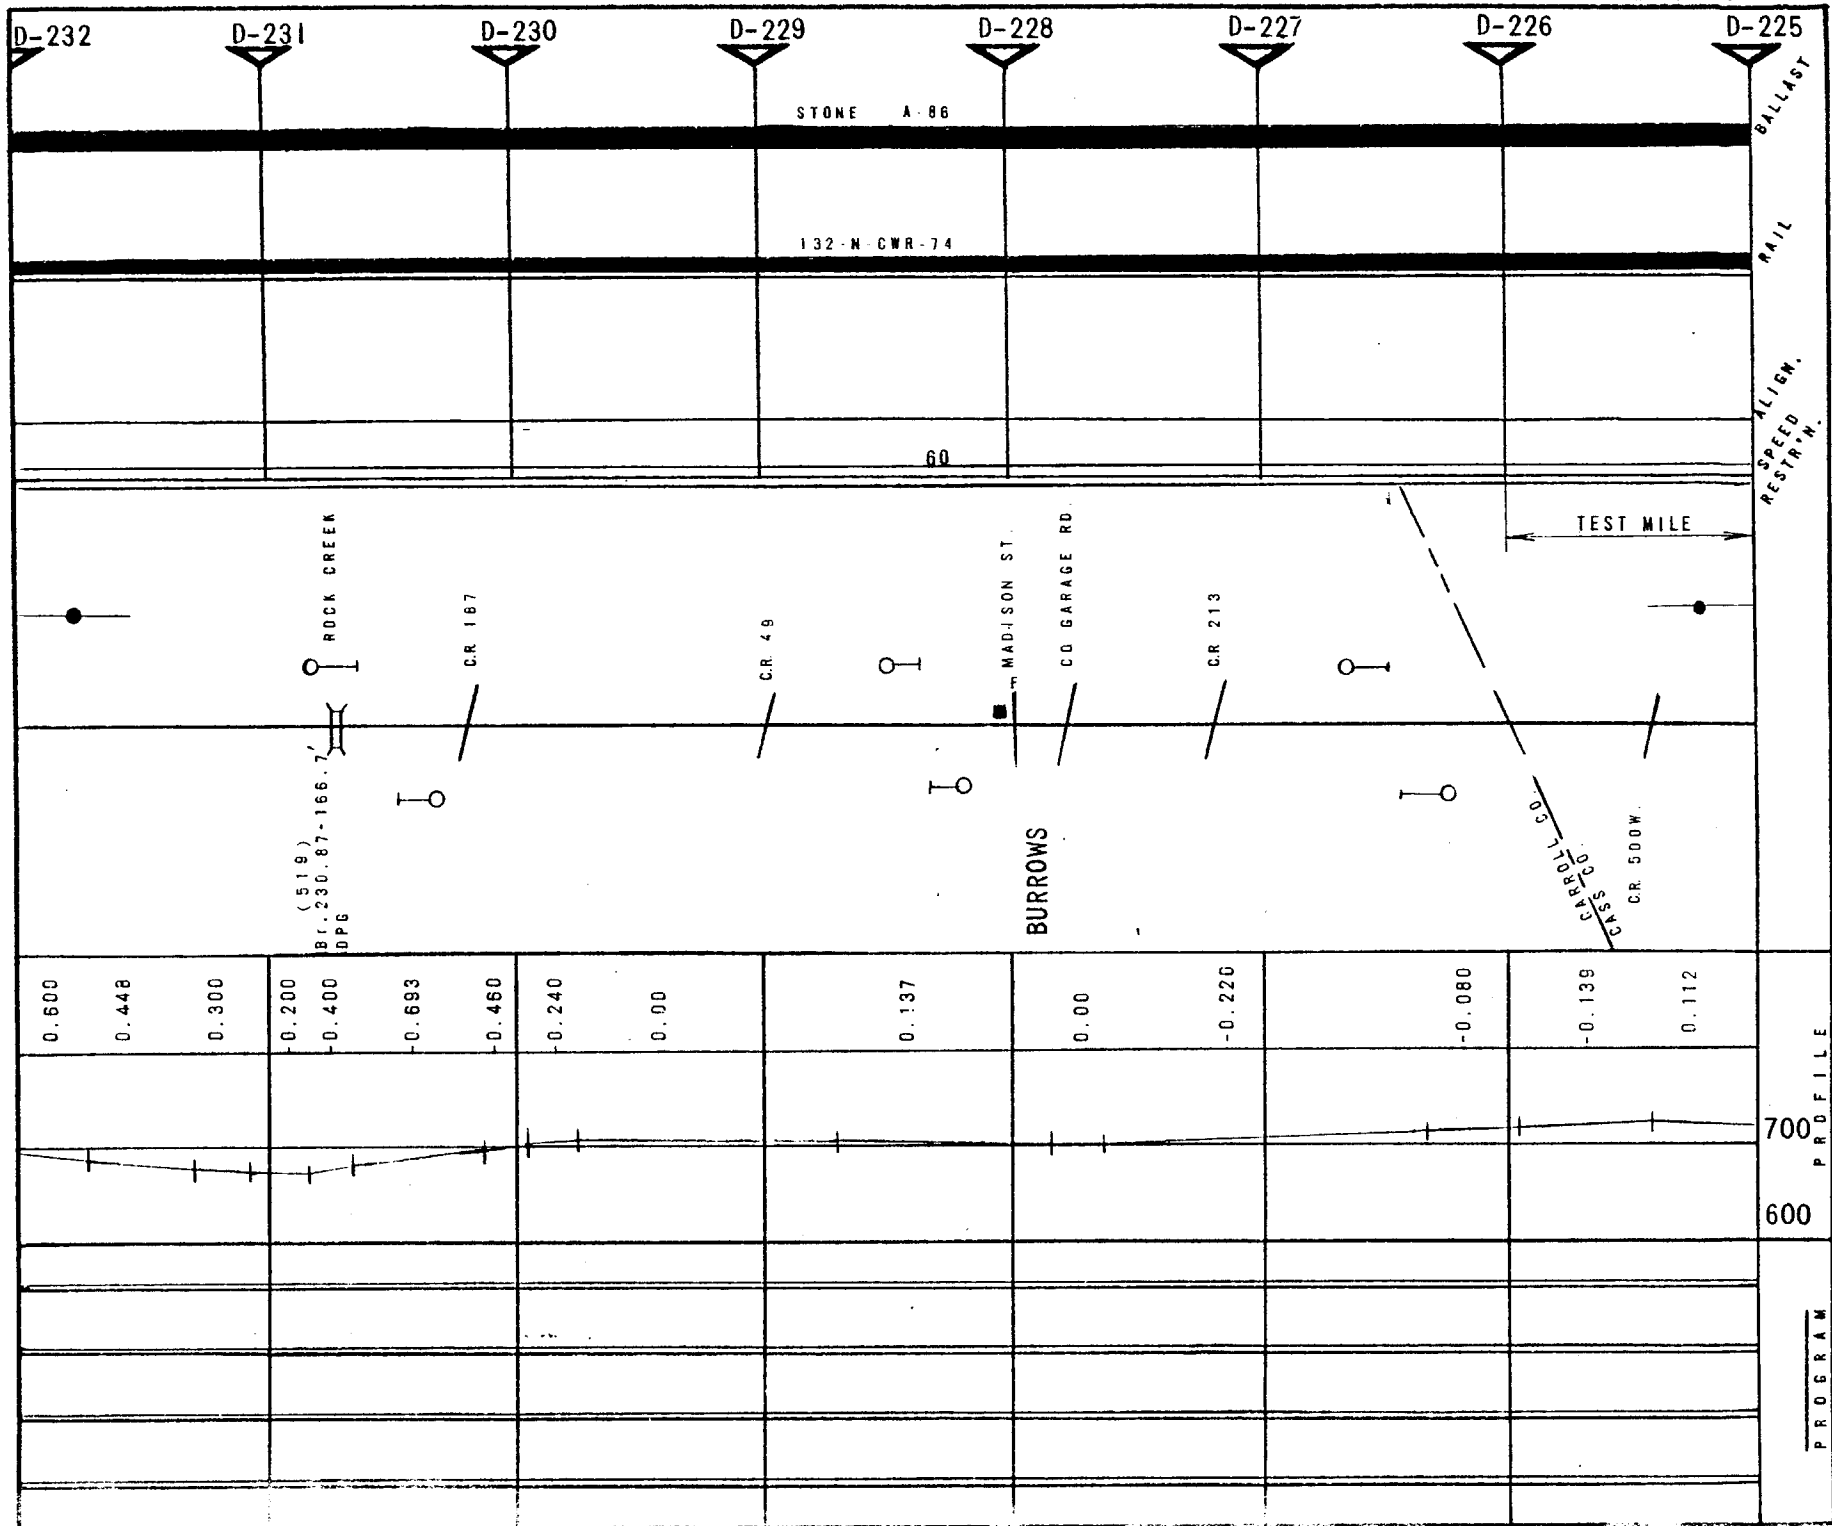 D-232 D-231 D-230 D-229 D-228 D-227 D-226 D-225
STONE A-86
BALLAST
132-N-CWR-74
RAIL
ALIGN.
60
SPEED
RESTR'N.
TEST MILE
ROCK CREEK
C.R. 167
C.R. 49
MADISON ST.
CO GARAGE RD.
C.R. 213
(519)
Br.230.87-166.7'
DPG
BURROWS
CARROLL CO.
CASS CO.
C.R. 500W.
0.600 0.448 0.300 0.200 -0.400 -0.693 -0.460 -0.240 0.00 0.137 0.00 -0.220 -0.080 -0.139 0.112
PROFILE
700
600
PROGRAM